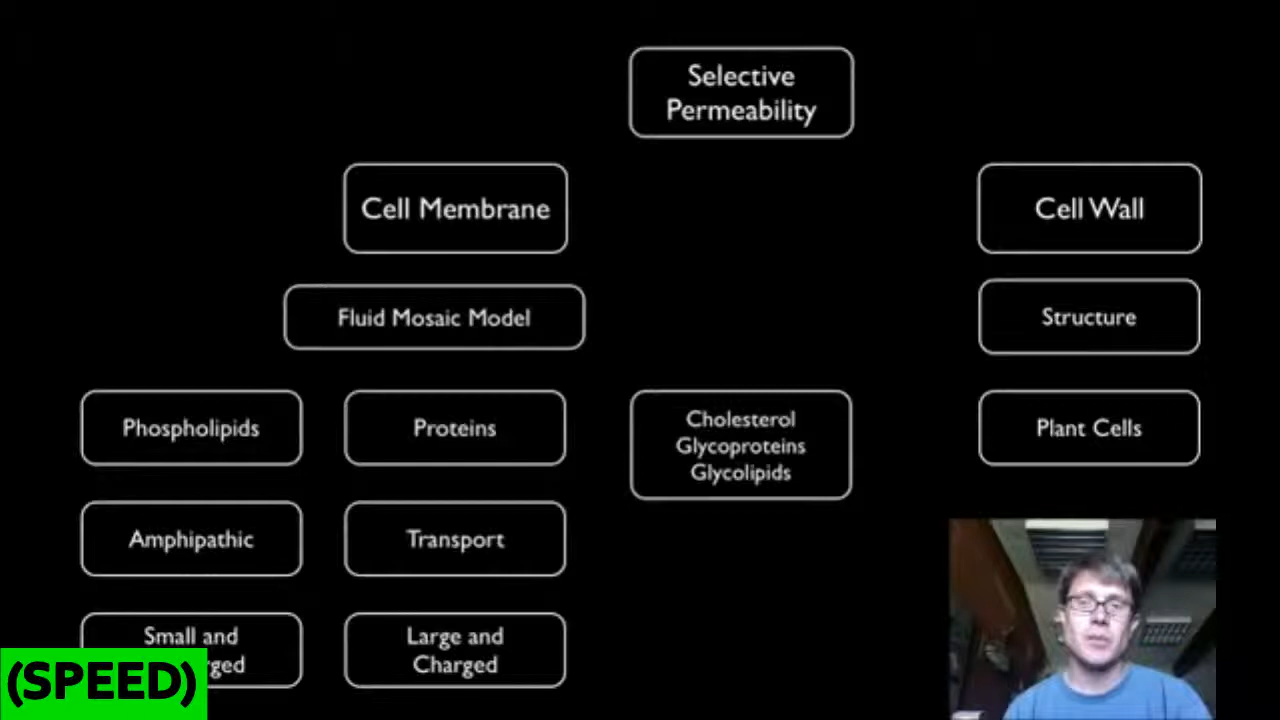 Selective
Permeability
Cell Membrane
Cell Wall
Fluid Mosaic Model
Structure
Phospholipids
Proteins
Cholesterol
Glycoproteins
Glycolipids
Plant Cells
Amphipathic
Transport
Small and
Large and
Charged
(SPEED)